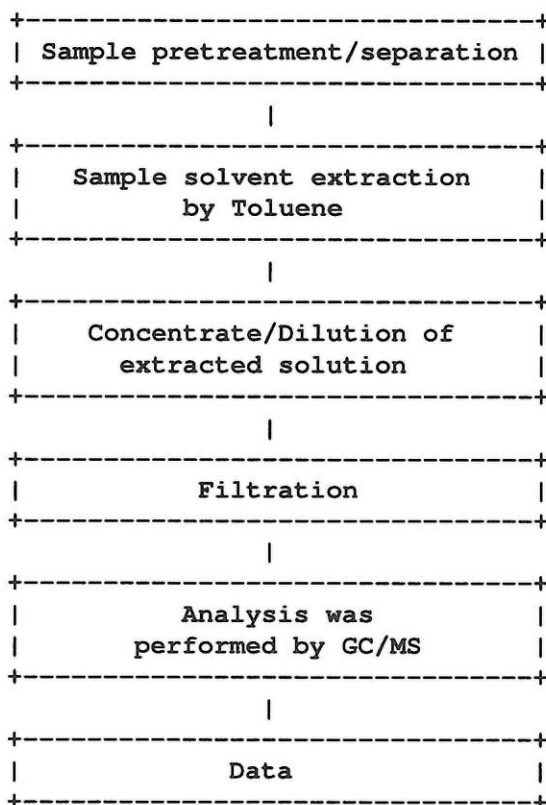 Sample pretreatment/separation
Sample solvent extraction
by Toluene
Concentrate/Dilution of
extracted solution
Filtration
Analysis was
performed by GC/MS
Data